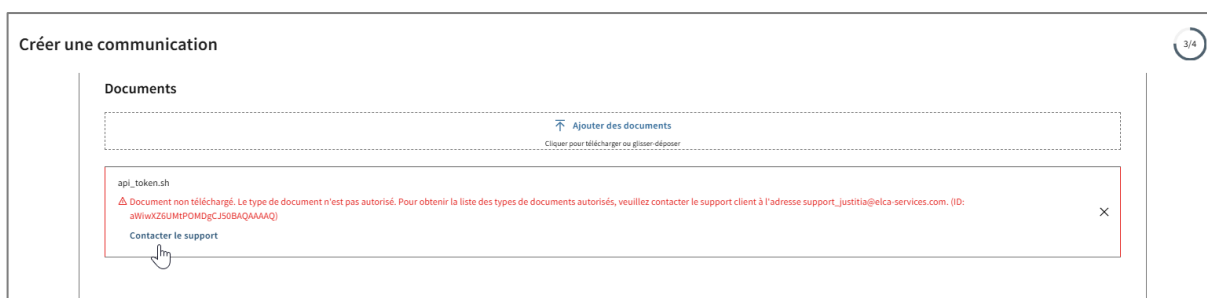 Créer une communication
3/4
Documents
Ajouter des documents
Cliquer pour télécharger ou glisser-déposer
api_token.sh
Document non téléchargé. Le type de document n'est pas autorisé. Pour obtenir la liste des types de documents autorisés, veuillez contacter le support client à l'adresse support_justitia@elca-services.com. (ID:
aWiwXZ6UMtPOMDgCJ50BAQAAAAQ)
Contacter le support